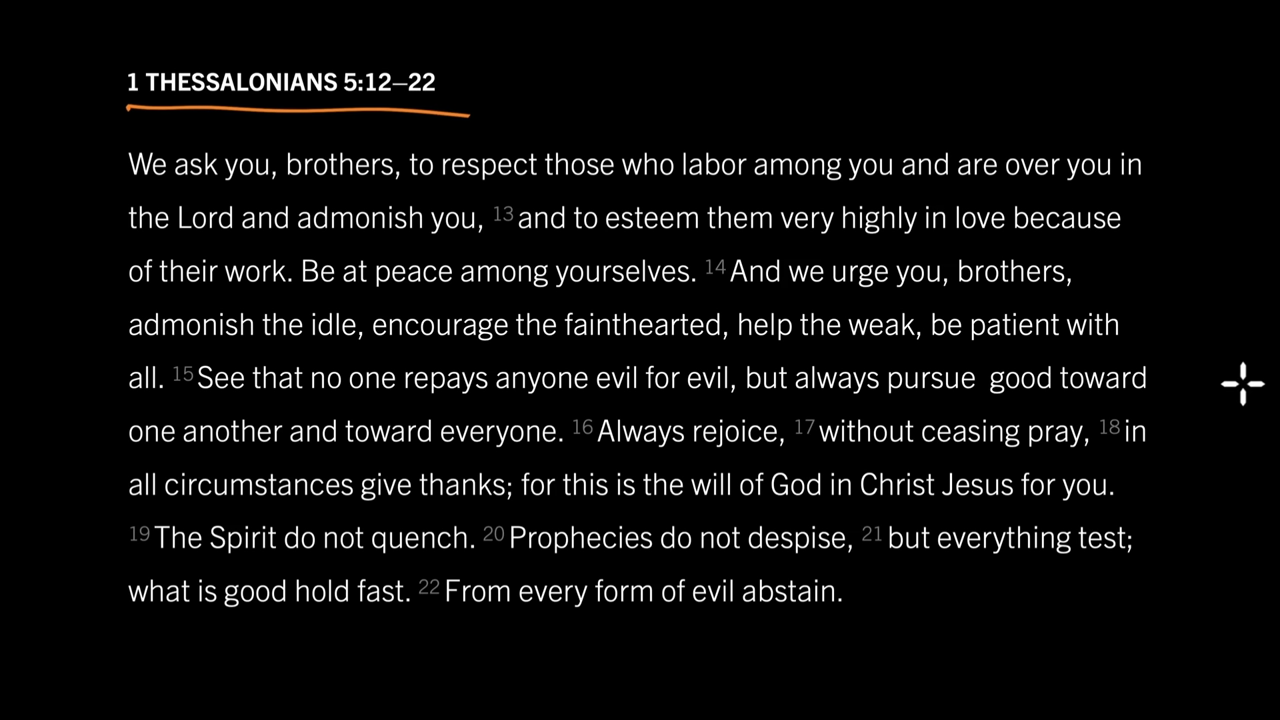 1 THESSALONIANS 5:12–22
We ask you, brothers, to respect those who labor among you and are over you in
the Lord and admonish you, 13 and to esteem them very highly in love because
of their work. Be at peace among yourselves. 14 And we urge you, brothers,
admonish the idle, encourage the fainthearted, help the weak, be patient with
all. 15 See that no one repays anyone evil for evil, but always pursue  good toward
one another and toward everyone. 16 Always rejoice, 17 without ceasing pray, 18 in
all circumstances give thanks; for this is the will of God in Christ Jesus for you.
19 The Spirit do not quench. 20 Prophecies do not despise, 21 but everything test;
what is good hold fast. 22 From every form of evil abstain.